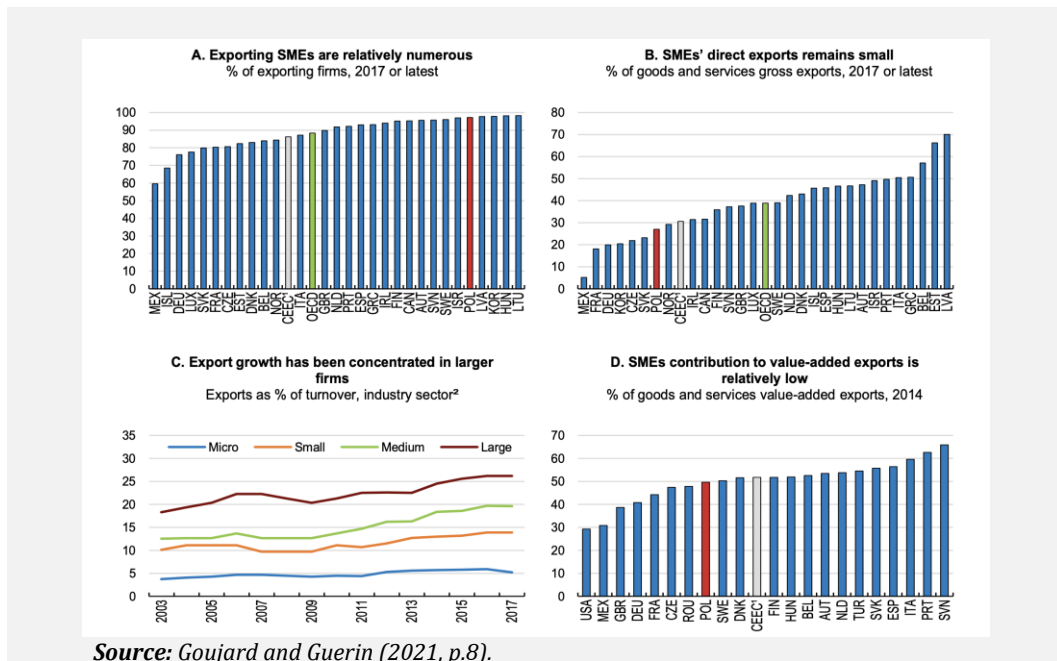 A. Exporting SMEs are relatively numerous
% of exporting firms, 2017 or latest
100
90
80
70
60
50
40
30
20
10
0
MEX
ISL
DEU
LUX
SVK
FRA
CZE
EST
DNK
BEL
NOR
CEEC¹
ITA
OECD
GBR
NLD
PRT
ESP
GRC
IRL
FIN
CAN
AUT
SVN
SWE
ISR
POL
LVA
KOR
HUN
LTU
B. SMEs' direct exports remains small
% of goods and services gross exports, 2017 or latest
80
70
60
50
40
30
20
10
0
MEX
FRA
DEU
KOR
CZE
SVK
POL
NOR
CEEC¹
IRL
CAN
FIN
SVN
GBR
LUX
OECD
SWE
NLD
DNK
ISL
ESP
HUN
LTU
AUT
ISR
PRT
ITA
GRC
BEL
EST
LVA
C. Export growth has been concentrated in larger
firms
Exports as % of turnover, industry sector²
35
30
25
20
15
10
5
0
Micro Small Medium Large
2003
2005
2007
2009
2011
2013
2015
2017
D. SMEs contribution to value-added exports is
relatively low
% of goods and services value-added exports, 2014
70
60
50
40
30
20
10
0
USA
MEX
GBR
DEU
FRA
CZE
ROU
POL
SWE
DNK
CEEC¹
FIN
HUN
BEL
AUT
NLD
TUR
SVK
ESP
ITA
PRT
SVN
Source: Goujard and Guerin (2021, p.8).